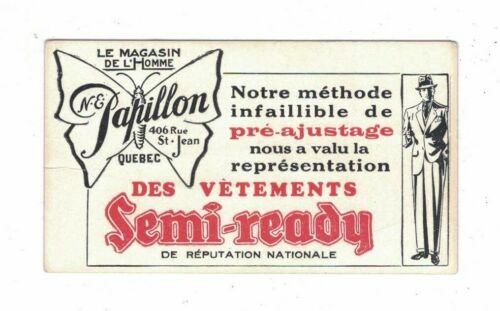 LE MAGASIN
DE L'HOMME
N.-E. Papillon
406 Rue
St-Jean
QUEBEC
Notre méthode
infaillible de
pré-ajustage
nous a valu la
représentation
DES VÊTEMENTS
Semi-ready
DE RÉPUTATION NATIONALE